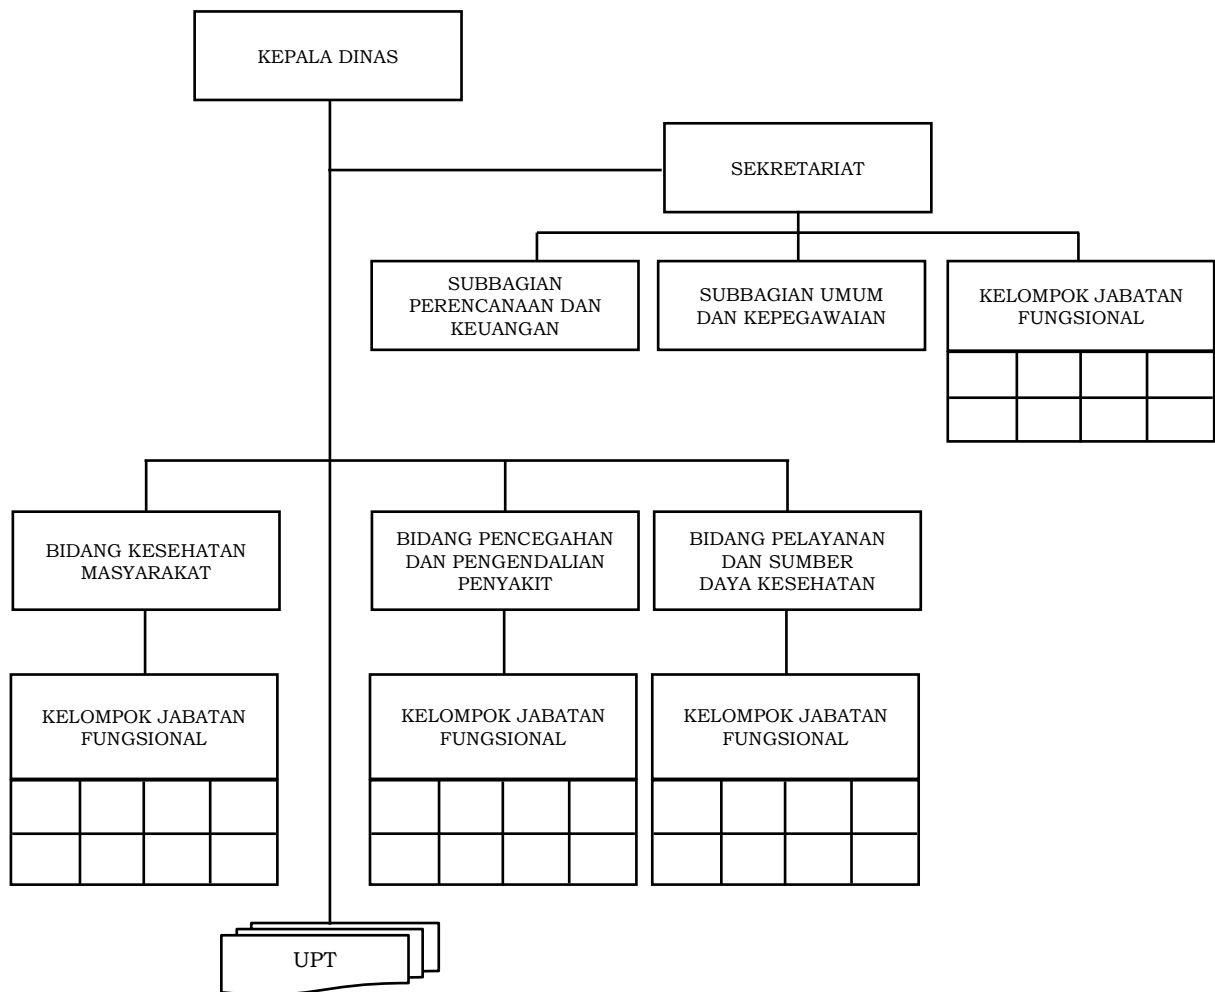 KEPALA DINAS
SEKRETARIAT
SUBBAGIAN
PERENCANAAN DAN
KEUANGAN
SUBBAGIAN UMUM
DAN KEPEGAWAIAN
KELOMPOK JABATAN
FUNGSIONAL
BIDANG KESEHATAN
MASYARAKAT
BIDANG PENCEGAHAN
DAN PENGENDALIAN
PENYAKIT
BIDANG PELAYANAN
DAN SUMBER
DAYA KESEHATAN
KELOMPOK JABATAN
FUNGSIONAL
KELOMPOK JABATAN
FUNGSIONAL
KELOMPOK JABATAN
FUNGSIONAL
UPT